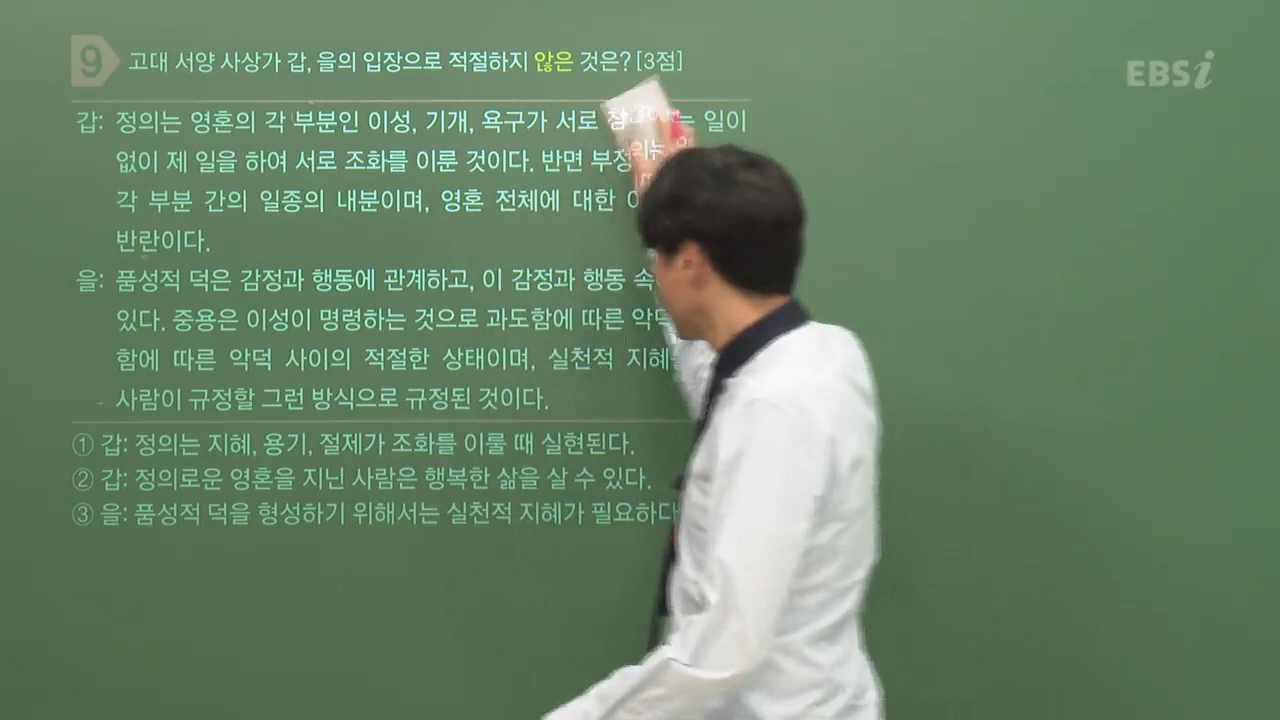 9 고대 서양 사상가 갑, 을의 입장으로 적절하지 않은 것은? [3점]
EBSi
갑: 정의는 영혼의 각 부분인 이성, 기개, 욕구가 서로 일이
없이 제 일을 하여 서로 조화를 이룬 것이다. 반면
각 부분 간의 일종의 내분이며, 영혼 전체에 대한
반란이다.
을: 품성적 덕은 감정과 행동에 관계하고, 이 감정과 행동
있다. 중용은 이성이 명령하는 것으로 과도함에 따른
함에 따른 악덕 사이의 적절한 상태이며, 실천적
사람이 규정할 그런 방식으로 규정된 것이다.
① 갑: 정의는 지혜, 용기, 절제가 조화를 이룰 때 실현된다.
② 갑: 정의로운 영혼을 지닌 사람은 행복한 삶을 살 수 있다.
③ 을: 품성적 덕을 형성하기 위해서는 실천적 지혜가 필요하다